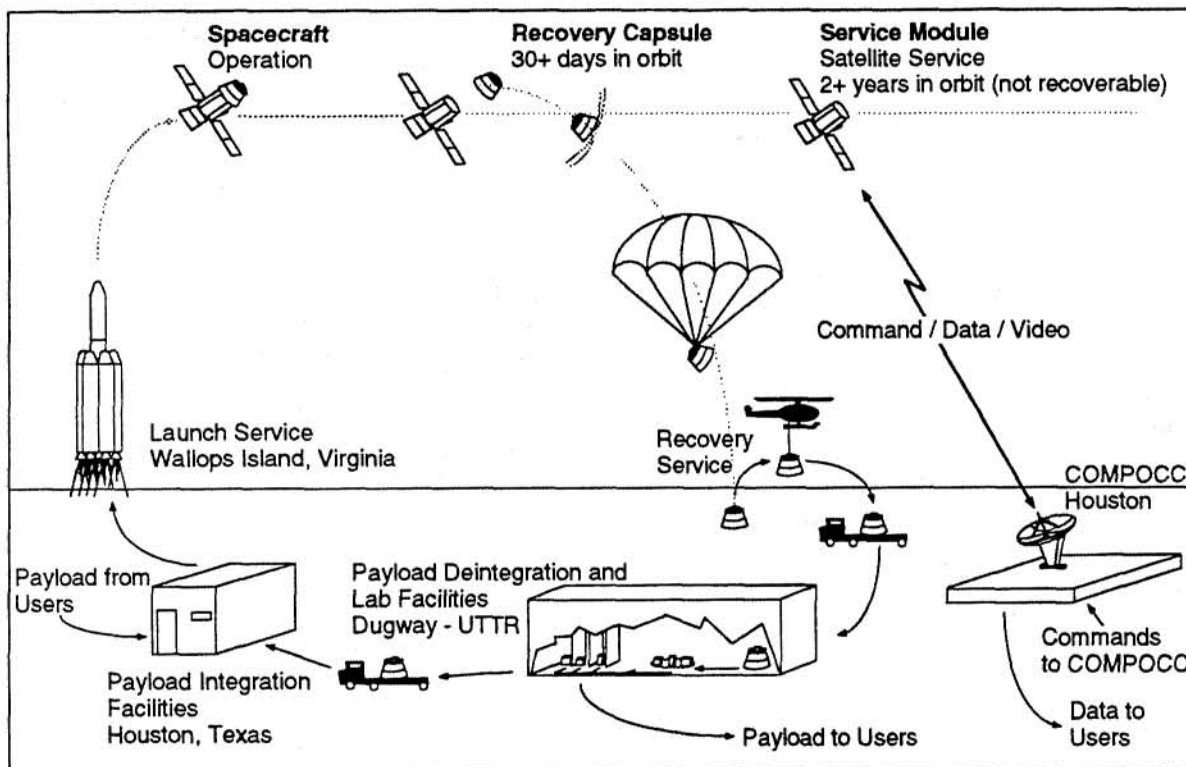 Spacecraft
Operation
Recovery Capsule
30+ days in orbit
Service Module
Satellite Service
2+ years in orbit (not recoverable)
Command / Data / Video
Launch Service
Wallops Island, Virginia
Recovery
Service
COMPOCC
Houston
Payload from
Users
Payload Deintegration and
Lab Facilities
Dugway - UTTR
Payload Integration
Facilities
Houston, Texas
Payload to Users
Commands
to COMPOCC
Data to
Users